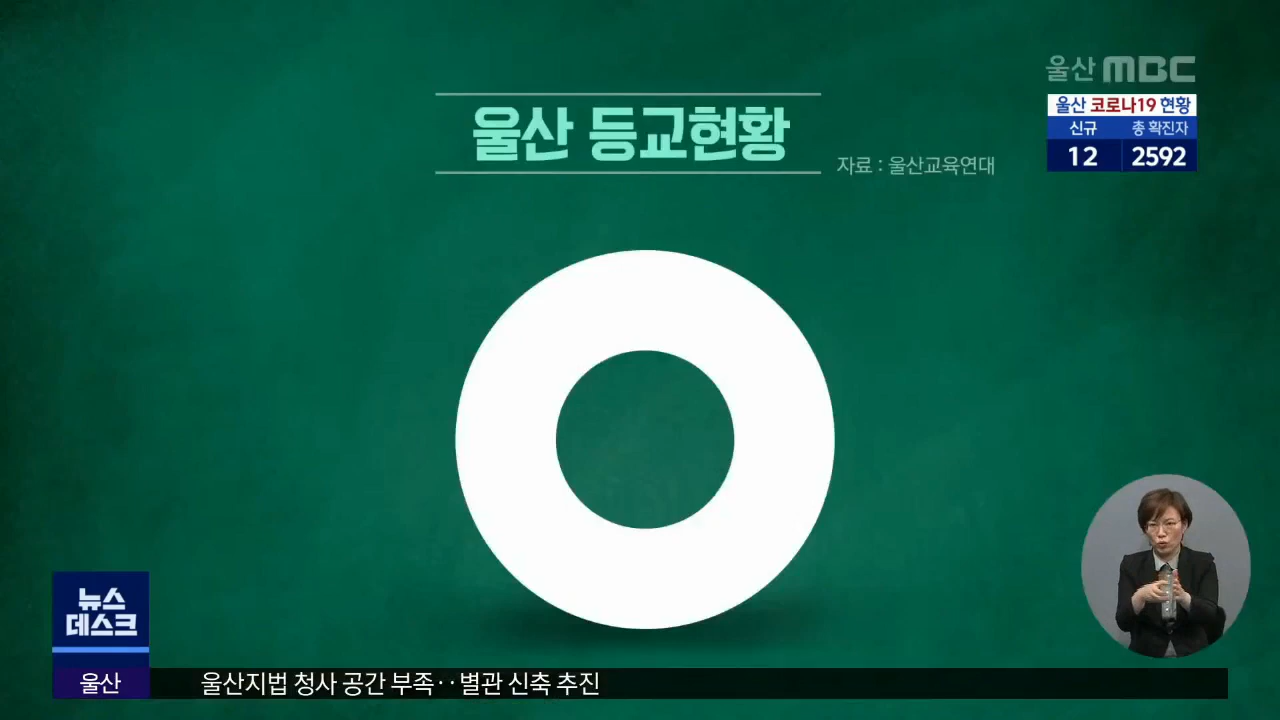 울산 MBC
울산 코로나19 현황
신규 총 확진자
12 2592
울산 등교현황
자료 : 울산교육연대
뉴스
데스크
울산
울산지법 청사 공간 부족‥별관 신축 추진